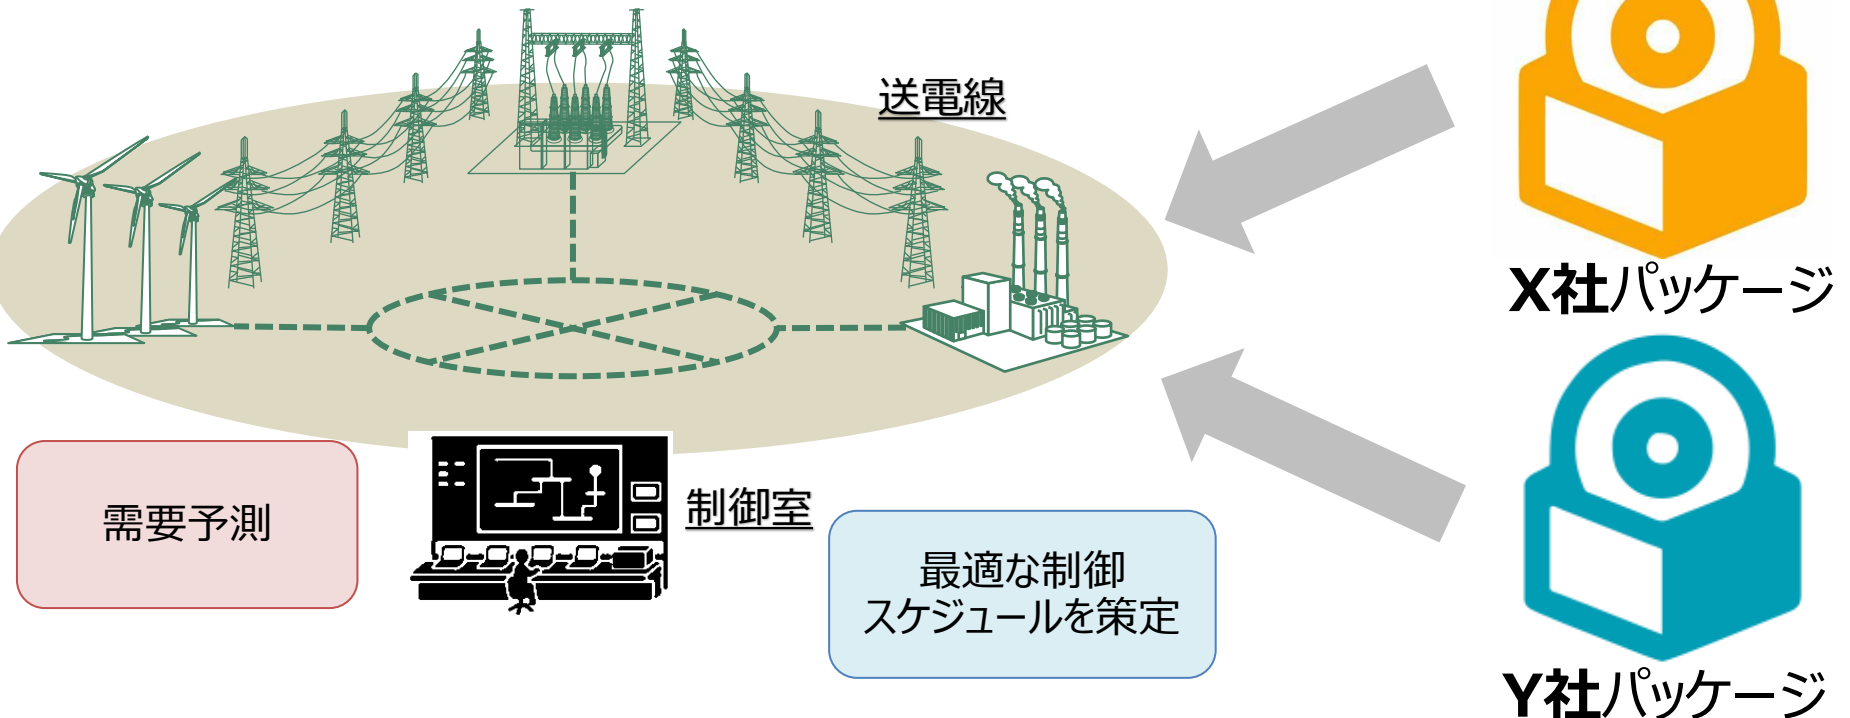 送電線
X社パッケージ
需要予測
制御室
最適な制御
スケジュールを策定
Y社パッケージ